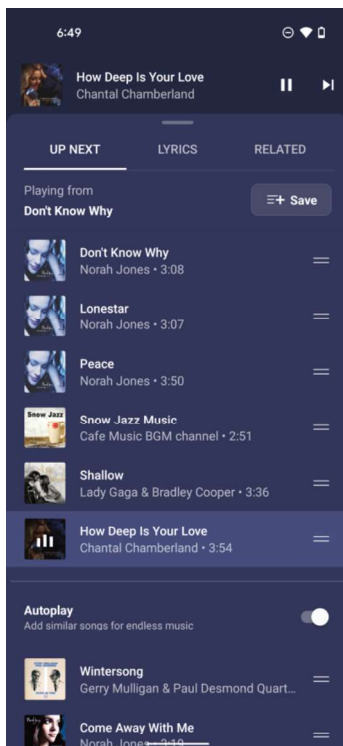 6:49
How Deep Is Your Love
Chantal Chamberland
UP NEXT
LYRICS
RELATED
Playing from
Don't Know Why
Save
Don't Know Why
Norah Jones • 3:08
Lonestar
Norah Jones • 3:07
Peace
Norah Jones • 3:50
Snow Jazz
Snow Jazz Music
Cafe Music BGM channel • 2:51
Shallow
Lady Gaga & Bradley Cooper • 3:36
How Deep Is Your Love
Chantal Chamberland • 3:54
Autoplay
Add similar songs for endless music
Wintersong
Gerry Mulligan & Paul Desmond Quart...
Come Away With Me
Norah Jones • 3:19